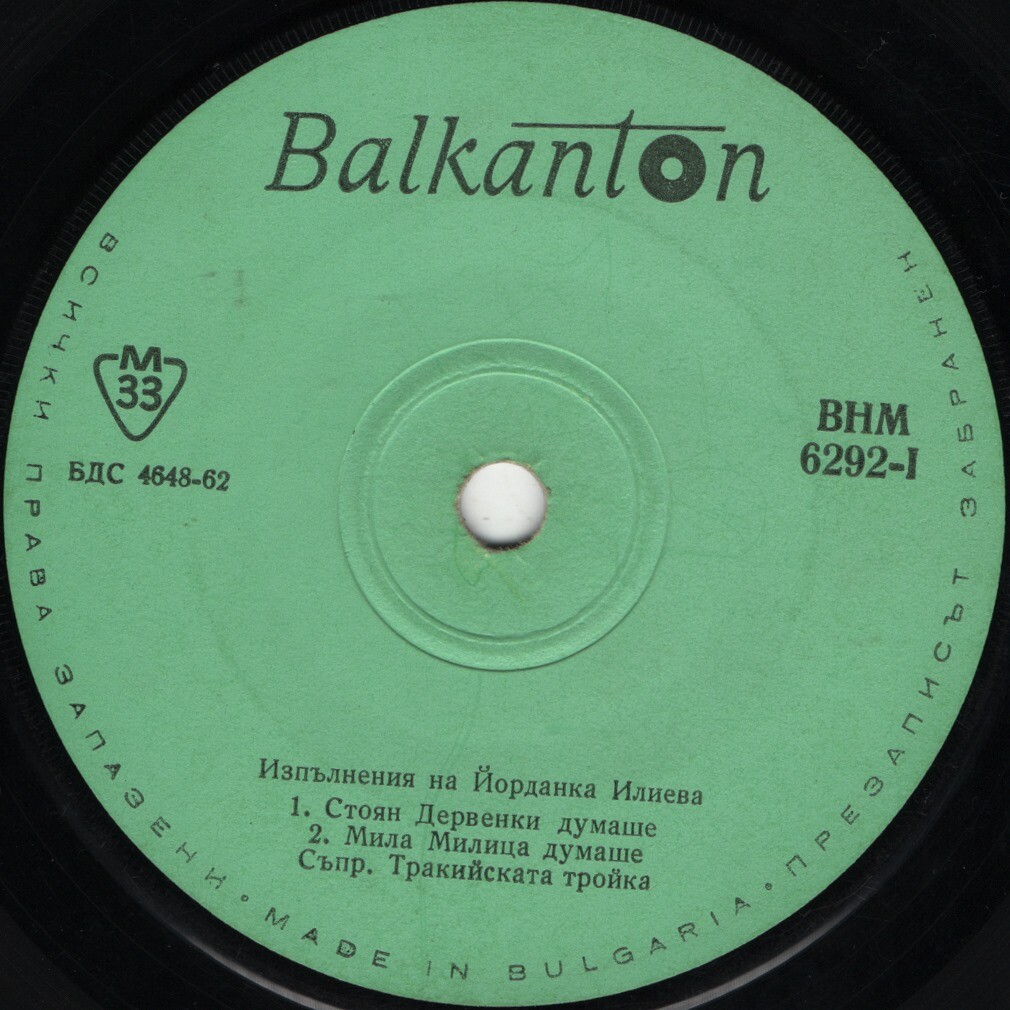 Balkanton
М
33
БДС 4648-62
ВНМ
6292-I
Изпълнения на Йорданка Илиева
1. Стоян Дервенки думаше
2. Мила Милица думаше
Съпр. Тракийската тройка
ВСИЧКИ ПРАВА ЗАПАЗЕНИ • MADE IN BULGARIA • ПРЕЗАПИСЪТ ЗАБРАНЕН